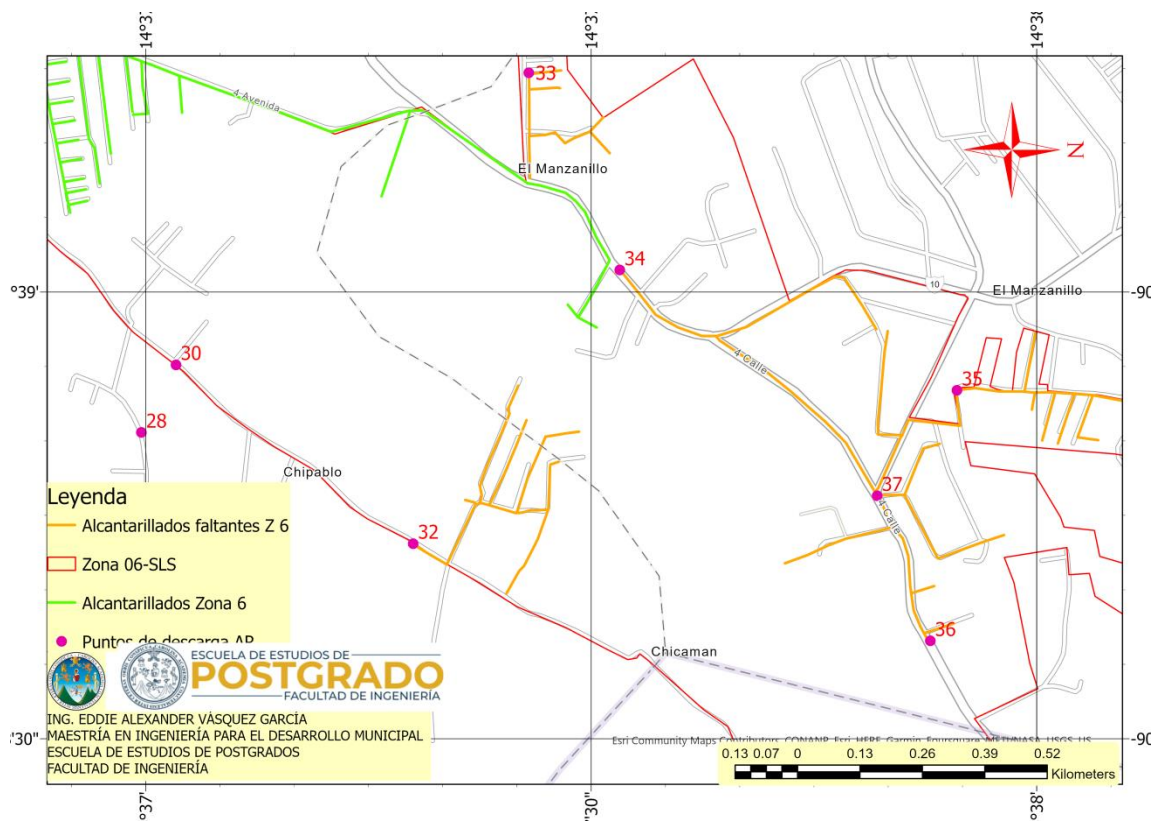 14°3
14°3
14°38
33
4 Avenida
El Manzanillo
N
34
°39'
-90
10
El Manzanillo
30
4 Calle
35
28
Chipablo
37
Leyenda
4 Calle
Alcantarillados faltantes Z 6
32
Zona 06-SLS
Alcantarillados Zona 6
Puntos de descarga AR
36
Chicaman
ESCUELA DE ESTUDIOS DE
POSTGRADO
FACULTAD DE INGENIERÍA
ING. EDDIE ALEXANDER VÁSQUEZ GARCÍA
MAESTRÍA EN INGENIERÍA PARA EL DESARROLLO MUNICIPAL
ESCUELA DE ESTUDIOS DE POSTGRADOS
FACULTAD DE INGENIERÍA
'30"
-90
Esri Community Maps Contributors, CONANP, Esri, HERE, Garmin, Foursquare, METI/NASA, USGS
0.13 0.07 0 0.13 0.26 0.39 0.52
Kilometers
°37
°30"
°38